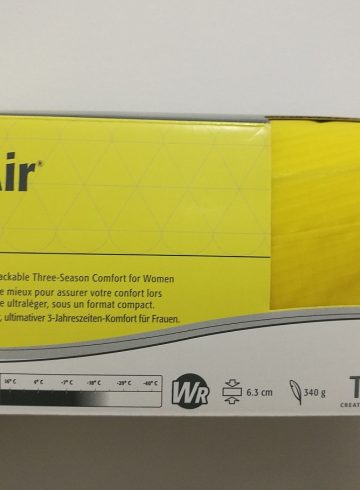 Air®
ackable Three-Season Comfort for Women
e mieux pour assurer votre confort lors
e ultraléger, sous un format compact.
, ultimativer 3-Jahreszeiten-Komfort für Frauen.
16° C 4° C -7° C -18° C -29° C -40° C
WR 6.3 cm 340 g T
CREAT